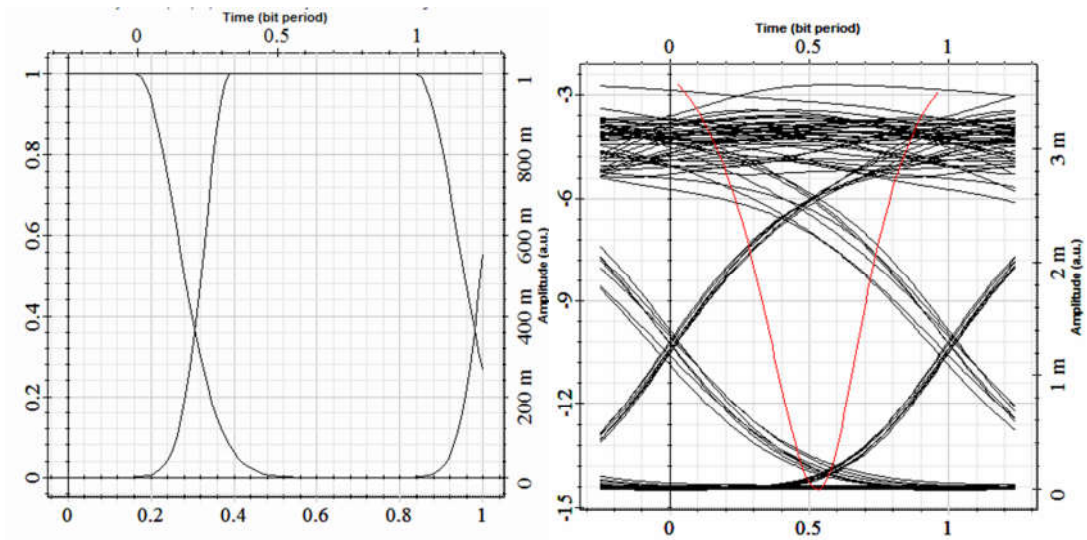 Time (bit period)
0 0.5 1
1
0.8
0.6
0.4
0.2
0
0 0.2 0.4 0.6 0.8 1
1
800 m
600 m
400 m
200 m
0
Amplitude (a.u.)
Time (bit period)
0 0.5 1
-3
-6
-9
-12
-15
0 0.5 1
3 m
2 m
1 m
0
Amplitude (a.u.)